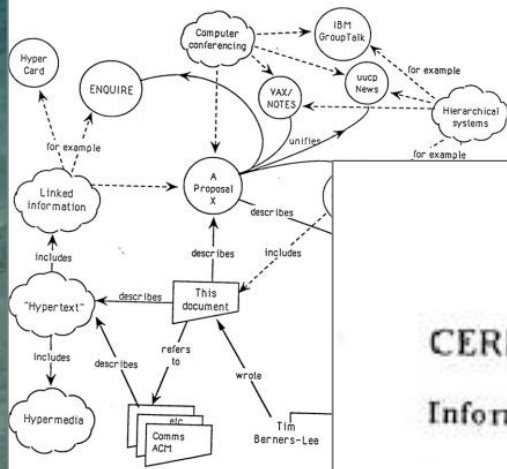 IBM
GroupTalk
Computer
conferencing
Hyper
Card
ENQUIRE
VAX/
NOTES
uucp
News
for example
Hierarchical
systems
for example
unifies
for example
A
Proposal
X
Linked
information
describes
includes
describes
includes
This
document
describes
"Hypertext"
includes
describes
refers
to
wrote
Hypermedia
etc
Comms
ACM
Tim
Berners-Lee
CER
Infor